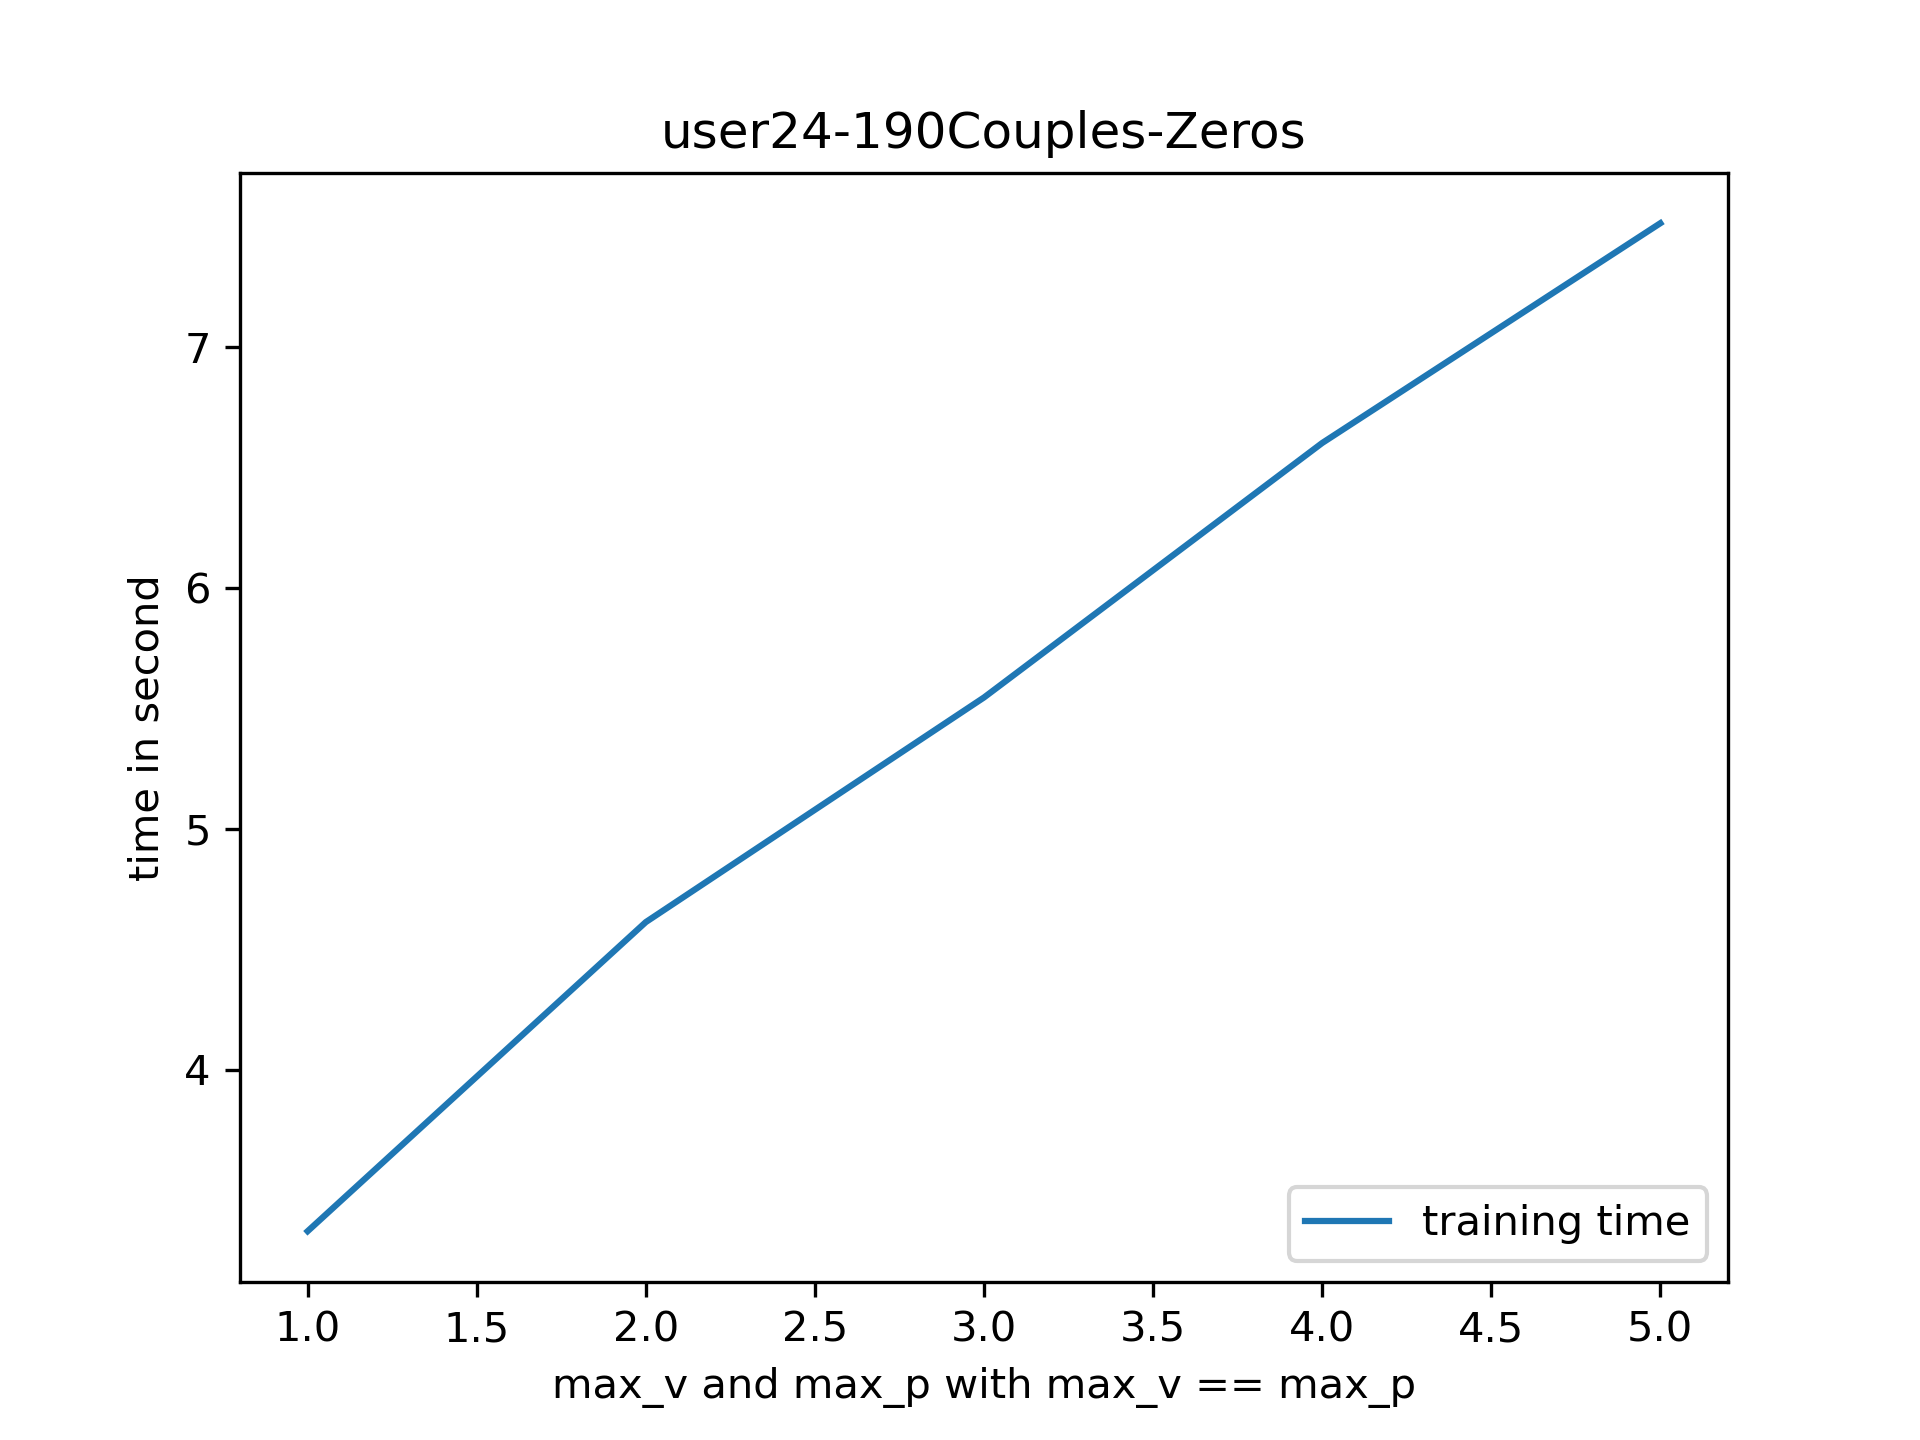 user24-190Couples-Zeros
7
6
5
4
time in second
training time
1.0 1.5 2.0 2.5 3.0 3.5 4.0 4.5 5.0
max_v and max_p with max_v == max_p